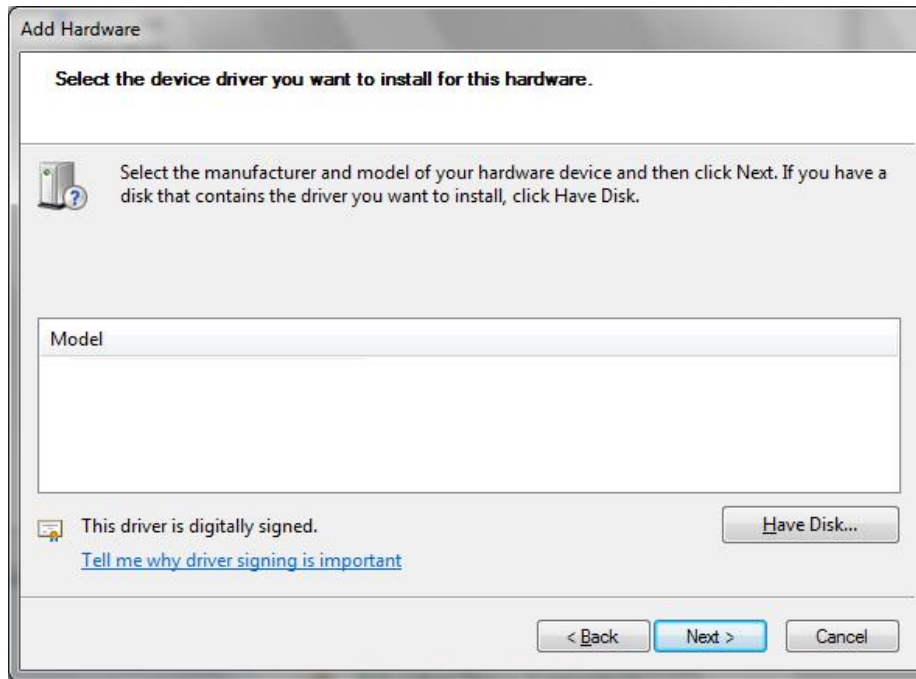 Add Hardware
Select the device driver you want to install for this hardware.
Select the manufacturer and model of your hardware device and then click Next. If you have a
disk that contains the driver you want to install, click Have Disk.
Model
This driver is digitally signed.
Have Disk...
Tell me why driver signing is important
< Back
Next >
Cancel